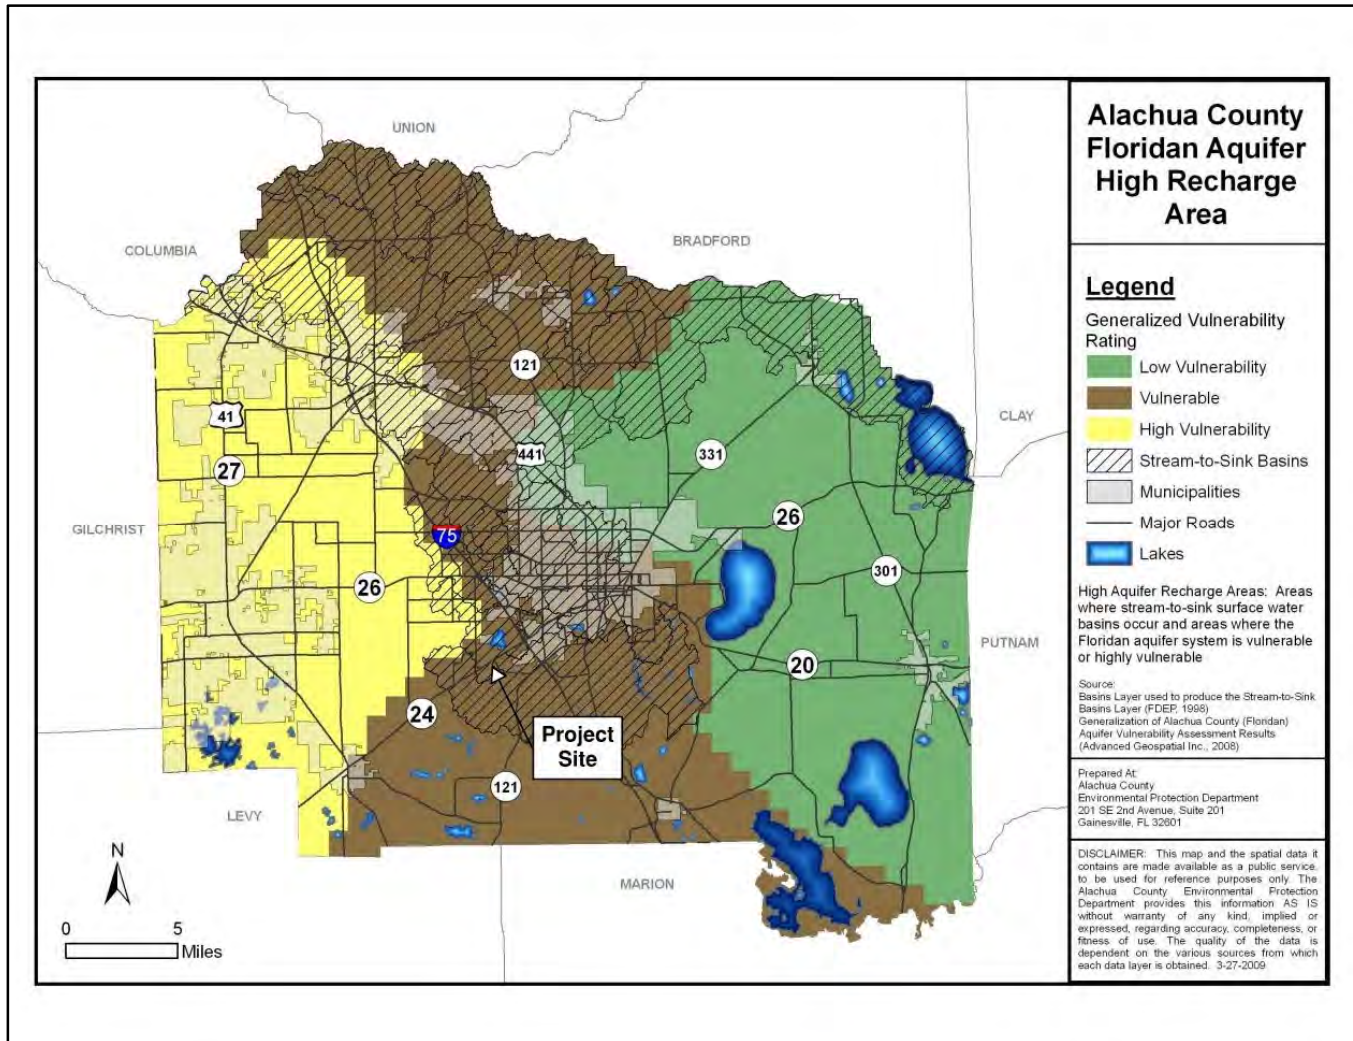 Alachua County
Floridan Aquifer
High Recharge
Area
Legend
Generalized Vulnerability
Rating
Low Vulnerability
Vulnerable
High Vulnerability
Stream-to-Sink Basins
Municipalities
Major Roads
Lakes
High Aquifer Recharge Areas: Areas
where stream-to-sink surface water
basins occur and areas where the
Floridan aquifer system is vulnerable
or highly vulnerable
Source:
Basins Layer used to produce the Stream-to-Sink
Basins Layer (FDEP, 1998)
Generalization of Alachua County (Floridan)
Aquifer Vulnerability Assessment Results
(Advanced Geospatial Inc., 2008)
Prepared At:
Alachua County
Environmental Protection Department
201 SE 2nd Avenue, Suite 201
Gainesville, FL 32601
DISCLAIMER: This map and the spatial data it
contains are made available as a public service,
to be used for reference purposes only. The
Alachua County Environmental Protection
Department provides this information AS IS
without warranty of any kind, implied or
expressed, regarding accuracy, completeness, or
fitness of use. The quality of the data is
dependent on the various sources from which
each data layer is obtained. 3-27-2009
UNION
COLUMBIA
BRADFORD
CLAY
GILCHRIST
PUTNAM
LEVY
MARION
121
41
441
331
27
26
75
301
26
20
24
121
Project
Site
N
0 5
Miles